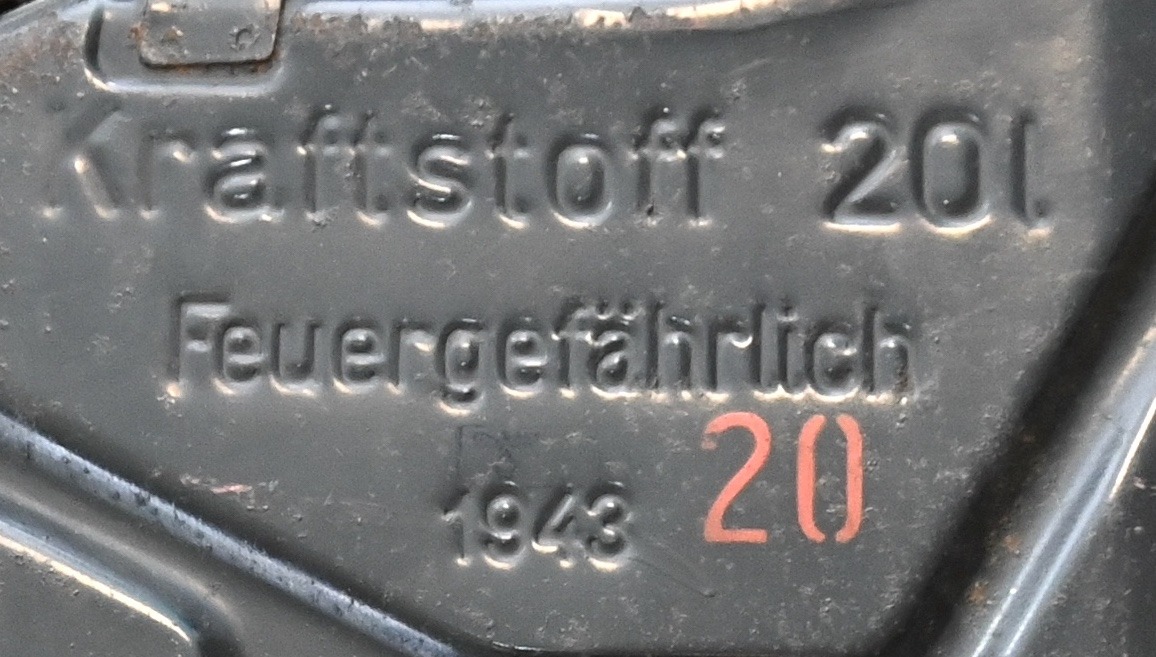 Kraftstoff 20l.
Feuergefährlich
20
1943